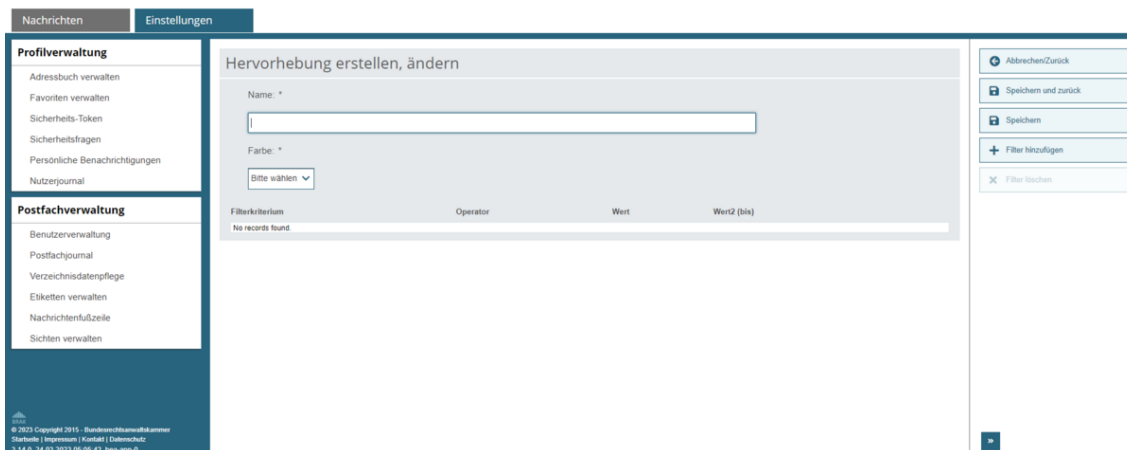 Nachrichten
Einstellungen
Profilverwaltung
Adressbuch verwalten
Favoriten verwalten
Sicherheits-Token
Sicherheitsfragen
Persönliche Benachrichtigungen
Nutzerjournal
Postfachverwaltung
Benutzerverwaltung
Postfachjournal
Verzeichnisdatenpflege
Etiketten verwalten
Nachrichtenfußzeile
Sichten verwalten
BRAK
© 2023 Copyright 2015 - Bundesrechtsanwaltskammer
Startseite | Impressum | Kontakt | Datenschutz
Hervorhebung erstellen, ändern
Name: *
Farbe: *
Bitte wählen
Filterkriterium Operator Wert Wert2 (bis)
No records found.
Abbrechen/Zurück
Speichern und zurück
Speichern
Filter hinzufügen
Filter löschen
»